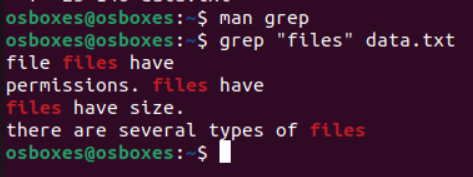 osboxes@osboxes:~$ man grep
osboxes@osboxes:~$ grep "files" data.txt
file files have
permissions. files have
files have size.
there are several types of files
osboxes@osboxes:~$